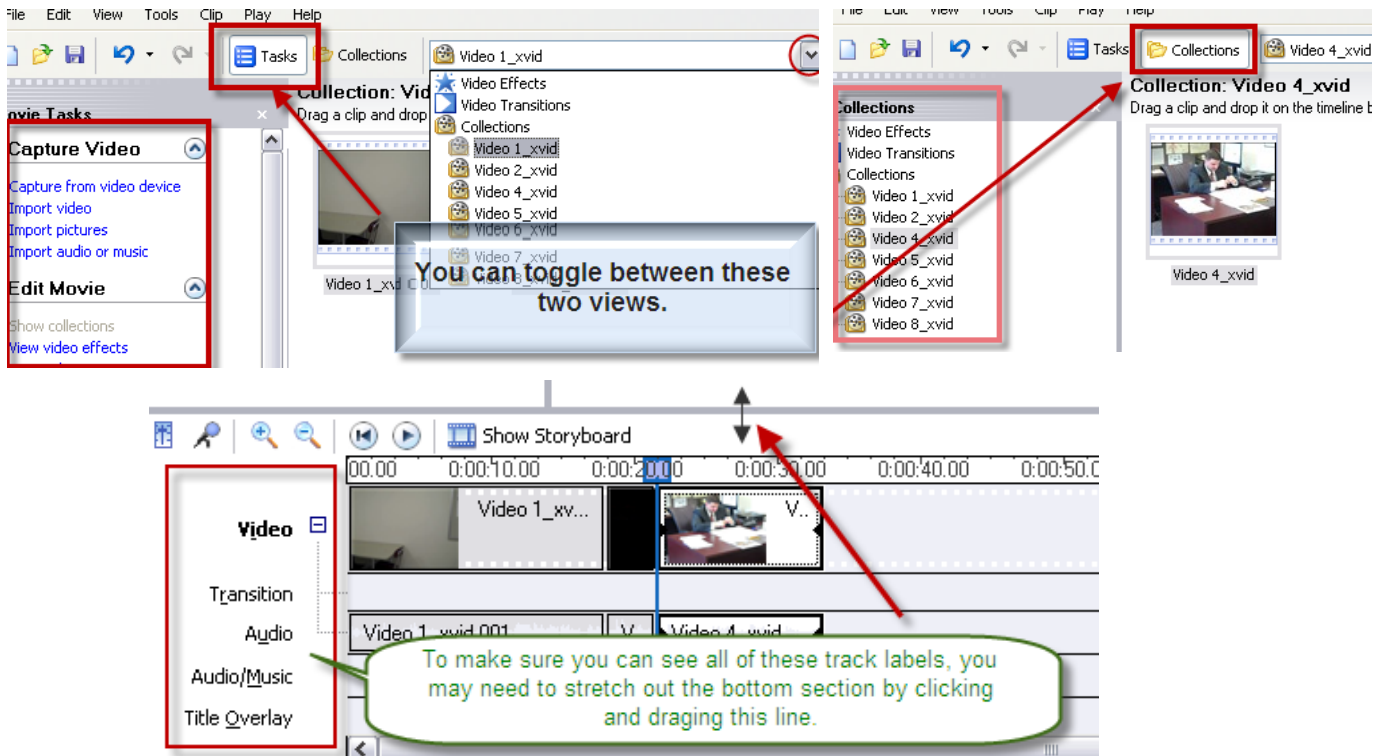 File Edit View Tools Clip Play Help
Tasks Collections Video 1_xvid
Video Effects
Video Transitions
Collections
Video 1_xvid
Video 2_xvid
Video 4_xvid
Video 5_xvid
Video 6_xvid
Video 7_xvid
Collection: Vid
Drag a clip and drop
ovie Tasks
Capture Video
Capture from video device
Import video
Import pictures
Import audio or music
Edit Movie
Show collections
View video effects
Video 1_xvid
You can toggle between these
two views.
File Edit View Tools Clip Play Help
Tasks Collections Video 4_xvid
Collections
Video Effects
Video Transitions
Collections
Video 1_xvid
Video 2_xvid
Video 4_xvid
Video 5_xvid
Video 6_xvid
Video 7_xvid
Video 8_xvid
Collection: Video 4_xvid
Drag a clip and drop it on the timeline b
Video 4_xvid
Show Storyboard
00.00 0:00:10.00 0:00:20.00 0:00:30.00 0:00:40.00 0:00:50.0
Video
Video 1_xv... V..
Transition
Audio
Video 1_xvid 001 V... Video 4_xvid
Audio/Music
Title Overlay
To make sure you can see all of these track labels, you
may need to stretch out the bottom section by clicking
and draging this line.